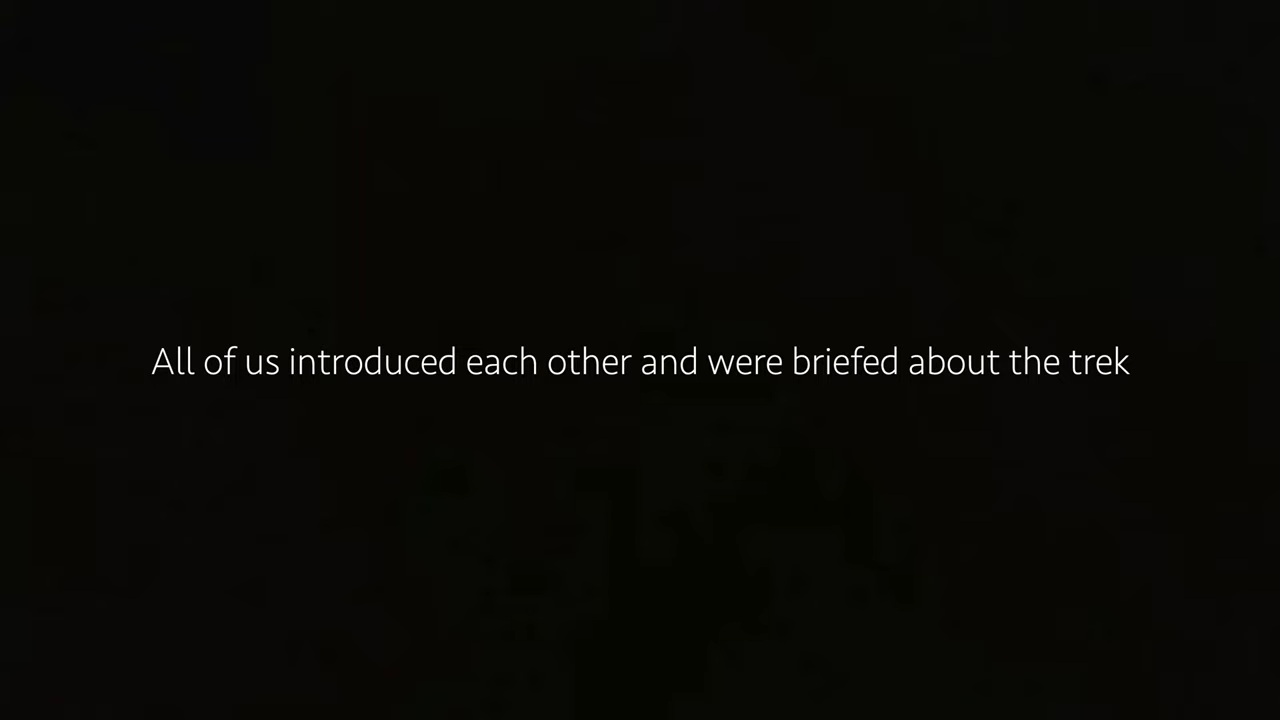 All of us introduced each other and were briefed about the trek